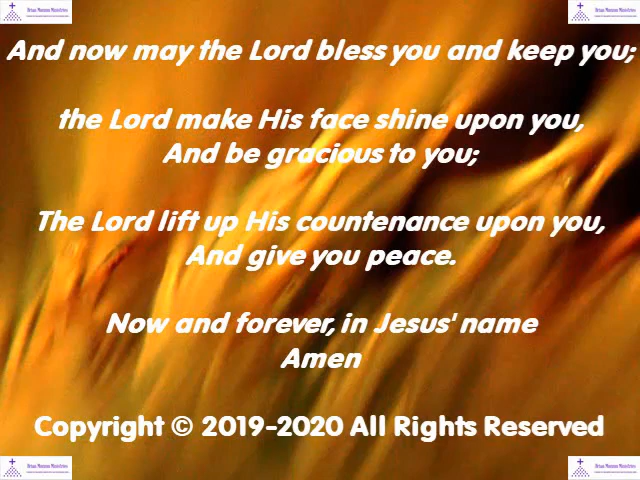 And now may the Lord bless you and keep you;
the Lord make His face shine upon you,
And be gracious to you;
The Lord lift up His countenance upon you,
And give you peace.
Now and forever, in Jesus' name
Amen
Copyright © 2019-2020 All Rights Reserved